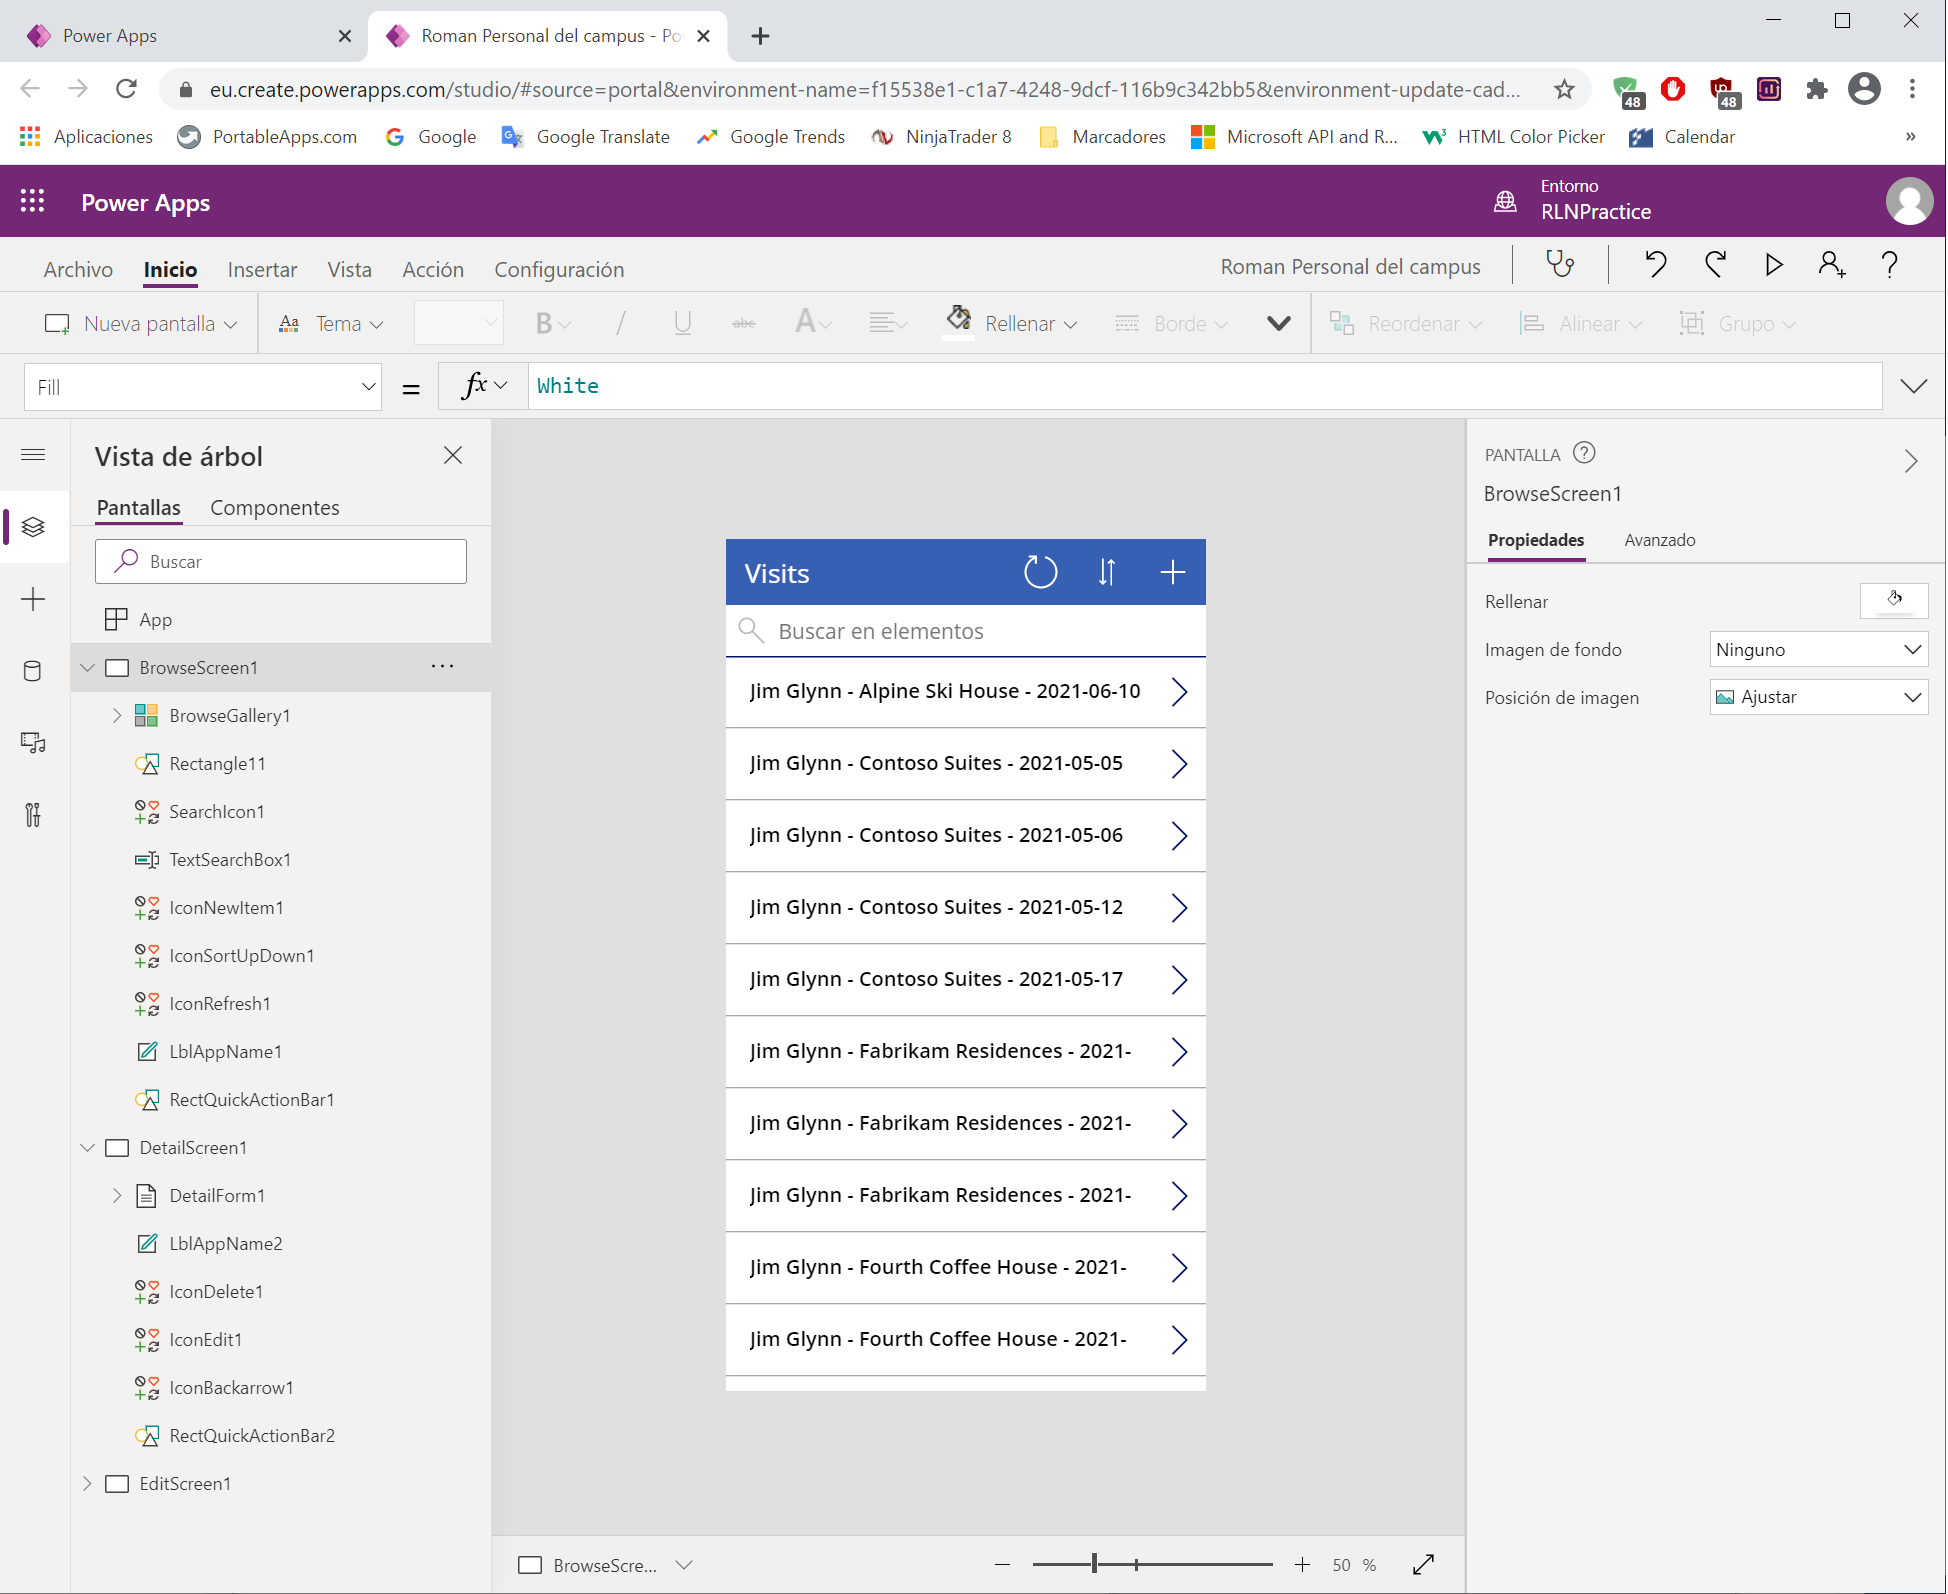 Power Apps
Roman Personal del campus - Po
eu.create.powerapps.com/studio/#source=portal&environment-name=f15538e1-c1a7-4248-9dcf-116b9c342bb5&environment-update-cad...
48
48
Aplicaciones
PortableApps.com
Google
Google Translate
Google Trends
NinjaTrader 8
Marcadores
Microsoft API and R...
HTML Color Picker
Calendar
»
Power Apps
Entorno
RLNPractice
Archivo
Inicio
Insertar
Vista
Acción
Configuración
Roman Personal del campus
?
Nueva pantalla
Aa
Tema
B
/
U
abc
A
Rellenar
Borde
Reordenar
Alinear
Grupo
Fill
=
fx
White
Vista de árbol
Pantallas
Componentes
Buscar
App
BrowseScreen1
...
BrowseGallery1
Rectangle11
SearchIcon1
TextSearchBox1
IconNewItem1
IconSortUpDown1
IconRefresh1
LblAppName1
RectQuickActionBar1
DetailScreen1
DetailForm1
LblAppName2
IconDelete1
IconEdit1
IconBackarrow1
RectQuickActionBar2
EditScreen1
Visits
Buscar en elementos
Jim Glynn - Alpine Ski House - 2021-06-10
Jim Glynn - Contoso Suites - 2021-05-05
Jim Glynn - Contoso Suites - 2021-05-06
Jim Glynn - Contoso Suites - 2021-05-12
Jim Glynn - Contoso Suites - 2021-05-17
Jim Glynn - Fabrikam Residences - 2021-
Jim Glynn - Fabrikam Residences - 2021-
Jim Glynn - Fabrikam Residences - 2021-
Jim Glynn - Fourth Coffee House - 2021-
Jim Glynn - Fourth Coffee House - 2021-
BrowseScre...
50 %
PANTALLA ?
BrowseScreen1
Propiedades
Avanzado
Rellenar
Imagen de fondo
Ninguno
Posición de imagen
Ajustar